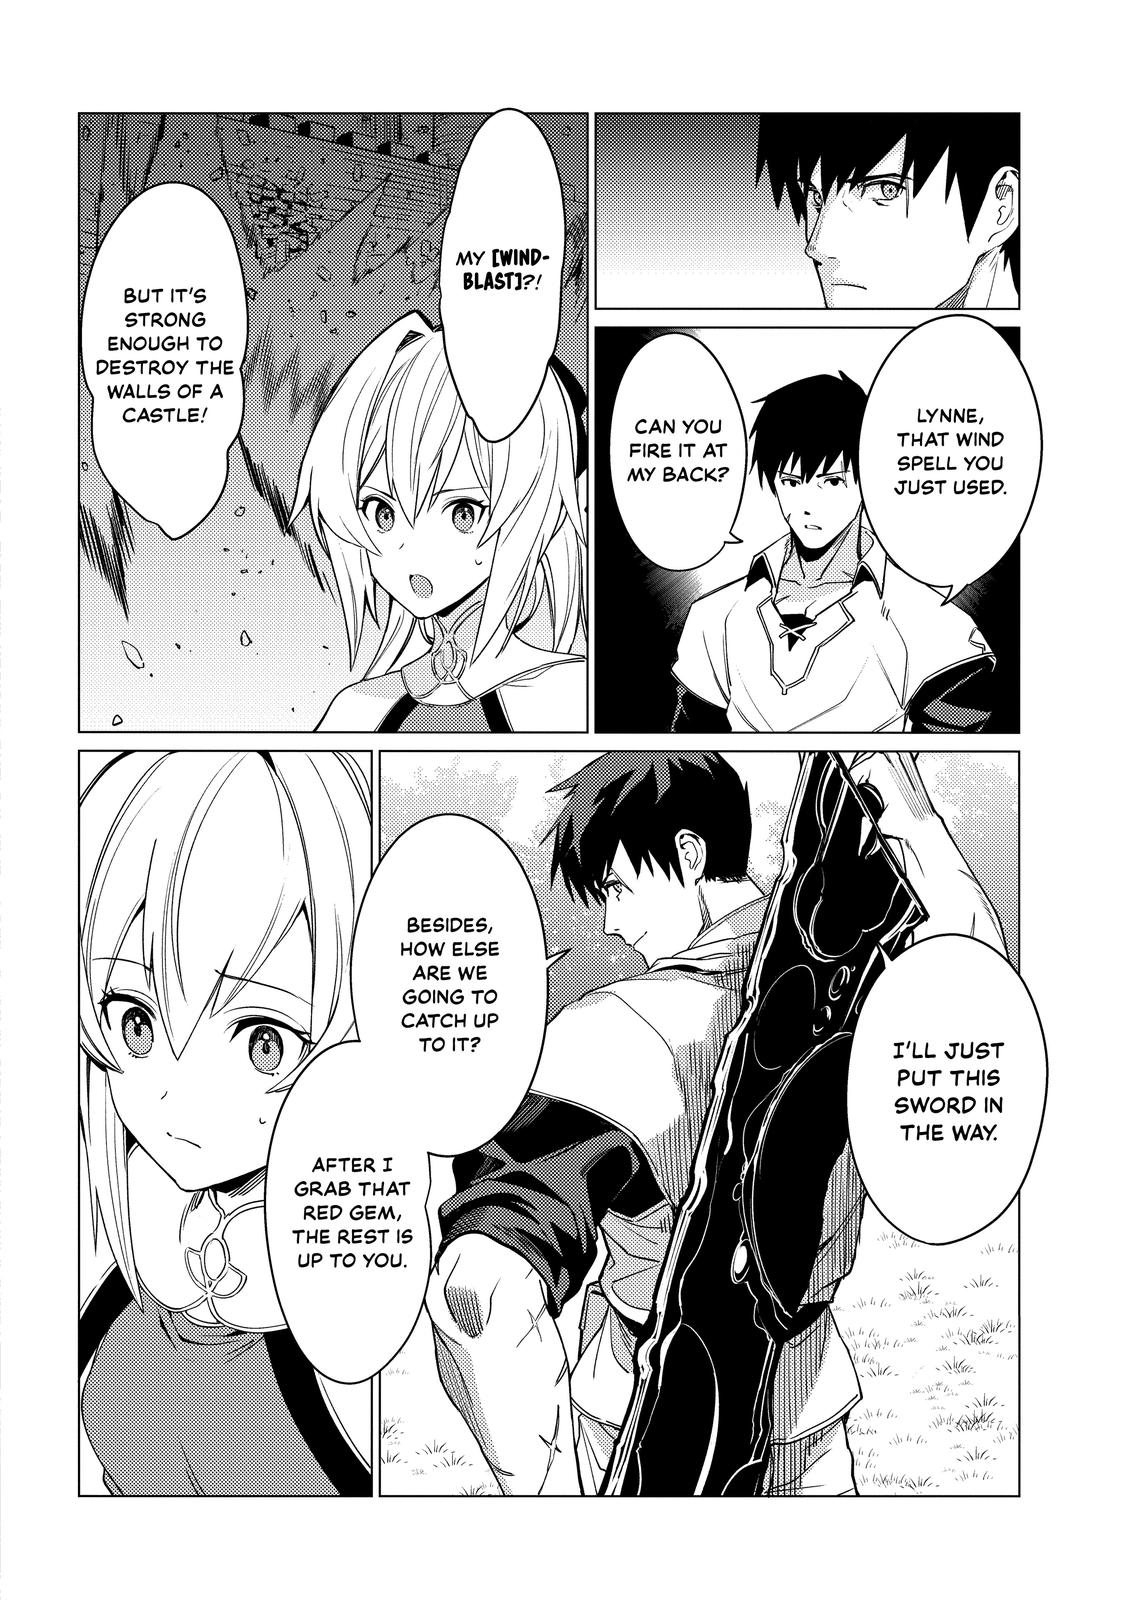 LYNNE,
THAT WIND
SPELL YOU
JUST USED.
CAN YOU
FIRE IT AT
MY BACK?
MY [WIND-
BLAST]?!
BUT IT'S
STRONG
ENOUGH TO
DESTROY THE
WALLS OF A
CASTLE!
I'LL JUST
PUT THIS
SWORD IN
THE WAY.
BESIDES,
HOW ELSE
ARE WE
GOING TO
CATCH UP
TO IT?
AFTER I
GRAB THAT
RED GEM,
THE REST IS
UP TO YOU.